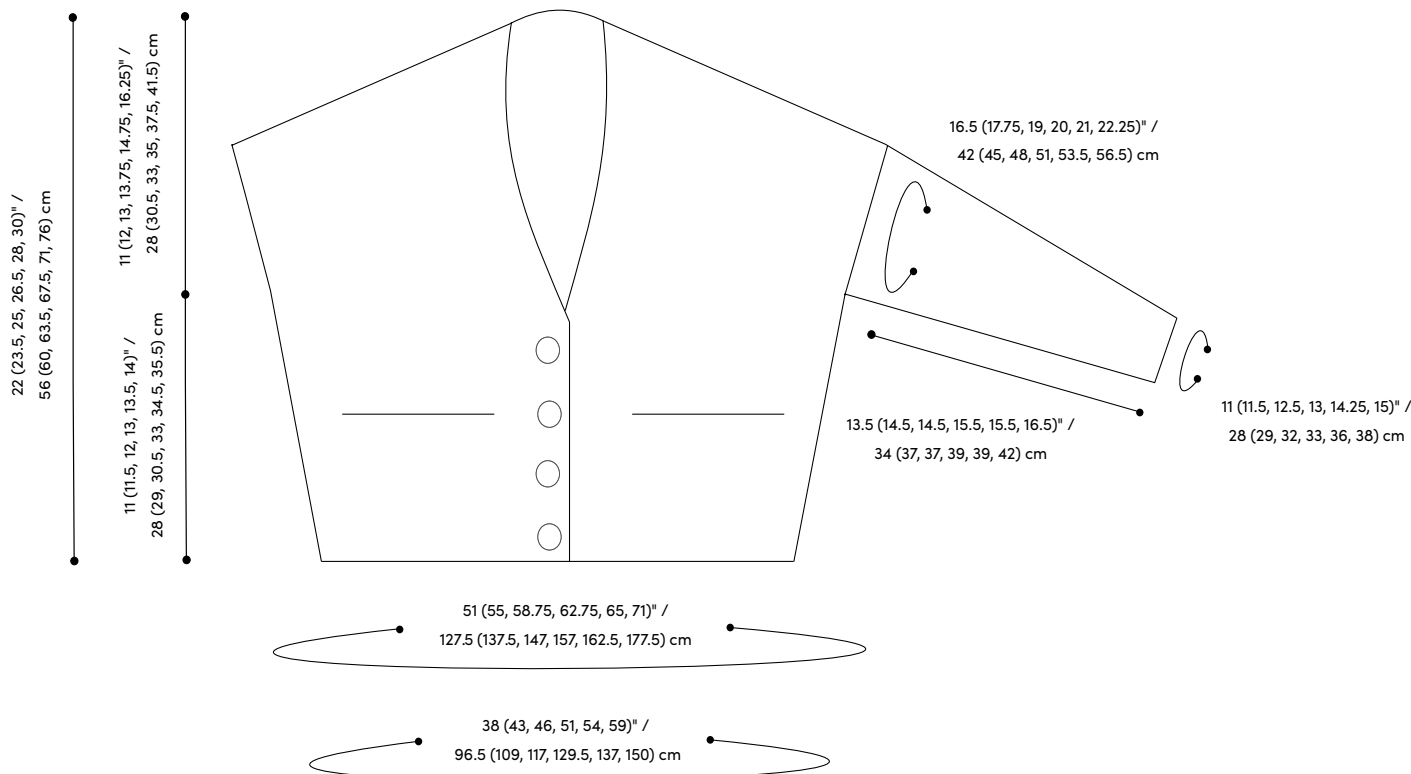 22 (23.5, 25, 26.5, 28, 30)" /
56 (60, 63.5, 67.5, 71, 76) cm
11 (12, 13, 13.75, 14.75, 16.25)" /
28 (30.5, 33, 35, 37.5, 41.5) cm
11 (11.5, 12, 13, 13.5, 14)" /
28 (29, 30.5, 33, 34.5, 355.5) cm
16.5 (17.75, 19, 20, 21, 22.25)" /
42 (45, 48, 51, 53.5, 56.5) cm
13.5 (14.5, 14.5, 15.5, 15.5, 16.5)" /
34 (37, 37, 39, 39, 42) cm
11 (11.5, 12.5, 13, 14.25, 15)" /
28 (29, 32, 33, 36, 38) cm
51 (55, 58.75, 62.75, 65, 71)" /
127.5 (137.5, 147, 157, 162.5, 177.5) cm
38 (43, 46, 51, 54, 59)" /
96.5 (109, 117, 129.5, 137, 150) cm